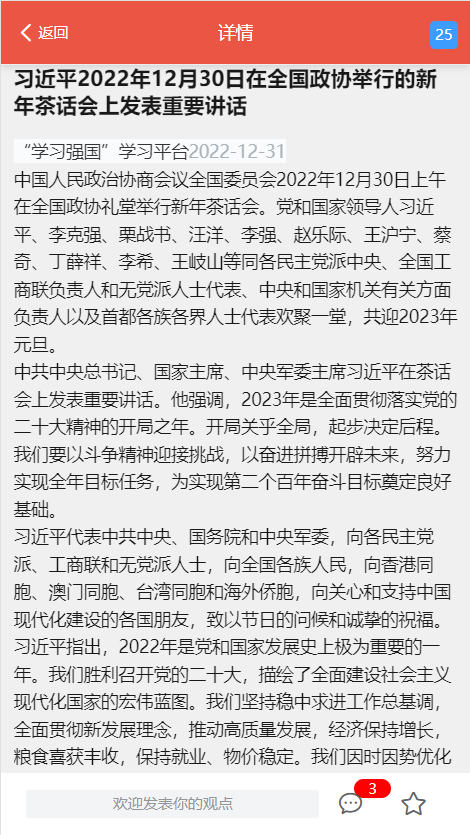 返回
详情
25
习近平2022年12月30日在全国政协举行的新
年茶话会上发表重要讲话
“学习强国”学习平台2022-12-31
中国人民政治协商会议全国委员会2022年12月30日上午
在全国政协礼堂举行新年茶话会。党和国家领导人习近
平、李克强、栗战书、汪洋、李强、赵乐际、王沪宁、蔡
奇、丁薛祥、李希、王岐山等同各民主党派中央、全国工
商联负责人和无党派人士代表、中央和国家机关有关方面
负责人以及首都各族各界人士代表欢聚一堂，共迎2023年
元旦。
中共中央总书记、国家主席、中央军委主席习近平在茶话
会上发表重要讲话。他强调，2023年是全面贯彻落实党的
二十大精神的开局之年。开局关乎全局，起步决定后程。
我们要以斗争精神迎接挑战，以奋进拼搏开辟未来，努力
实现全年目标任务，为实现第二个百年奋斗目标奠定良好
基础。
习近平代表中共中央、国务院和中央军委，向各民主党
派、工商联和无党派人士，向全国各族人民，向香港同
胞、澳门同胞、台湾同胞和海外侨胞，向关心和支持中国
现代化建设的各国朋友，致以节日的问候和诚挚的祝福。
习近平指出，2022年是党和国家发展史上极为重要的一
年。我们胜利召开党的二十大，描绘了全面建设社会主义
现代化国家的宏伟蓝图。我们坚持稳中求进工作总基调，
全面贯彻新发展理念，推动高质量发展，经济保持增长，
粮食喜获丰收，保持就业、物价稳定。我们因时因势优化
欢迎发表你的观点
3